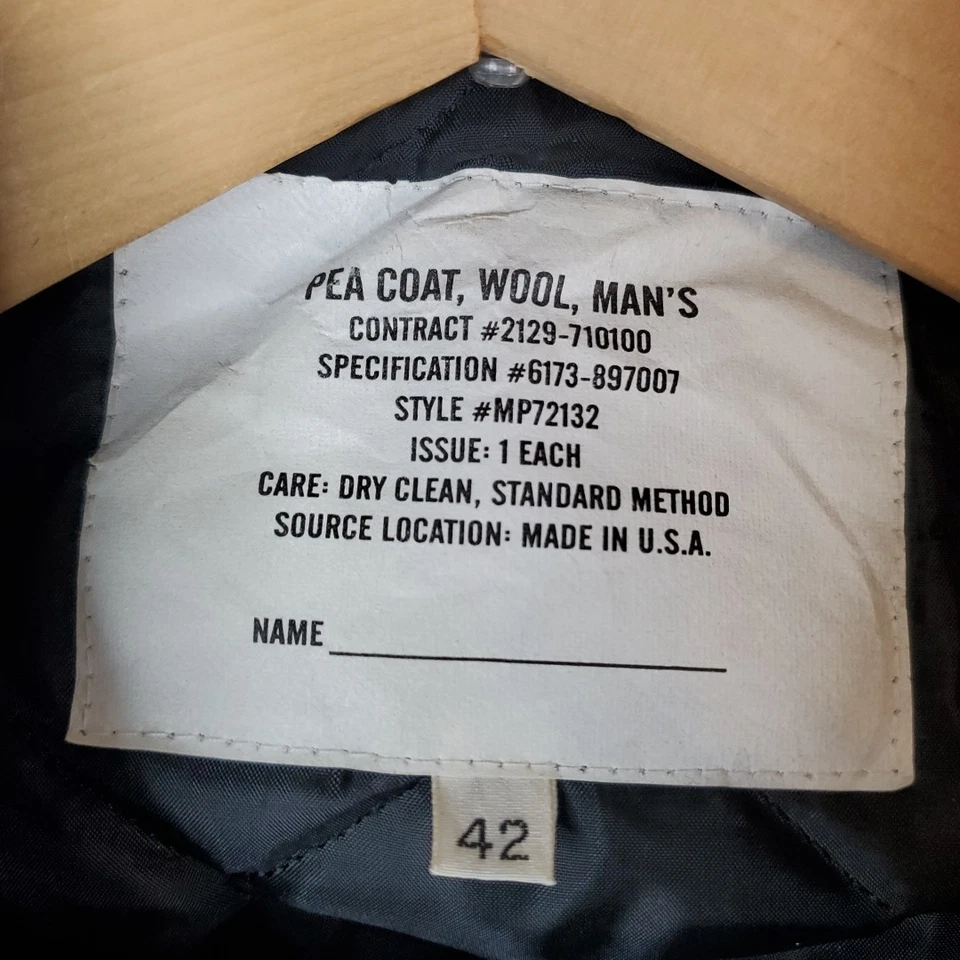 PEA COAT, WOOL, MAN'S
CONTRACT #2129-710100
SPECIFICATION #6173-897007
STYLE #MP72132
ISSUE: 1 EACH
CARE: DRY CLEAN, STANDARD METHOD
SOURCE LOCATION: MADE IN U.S.A.
NAME
42